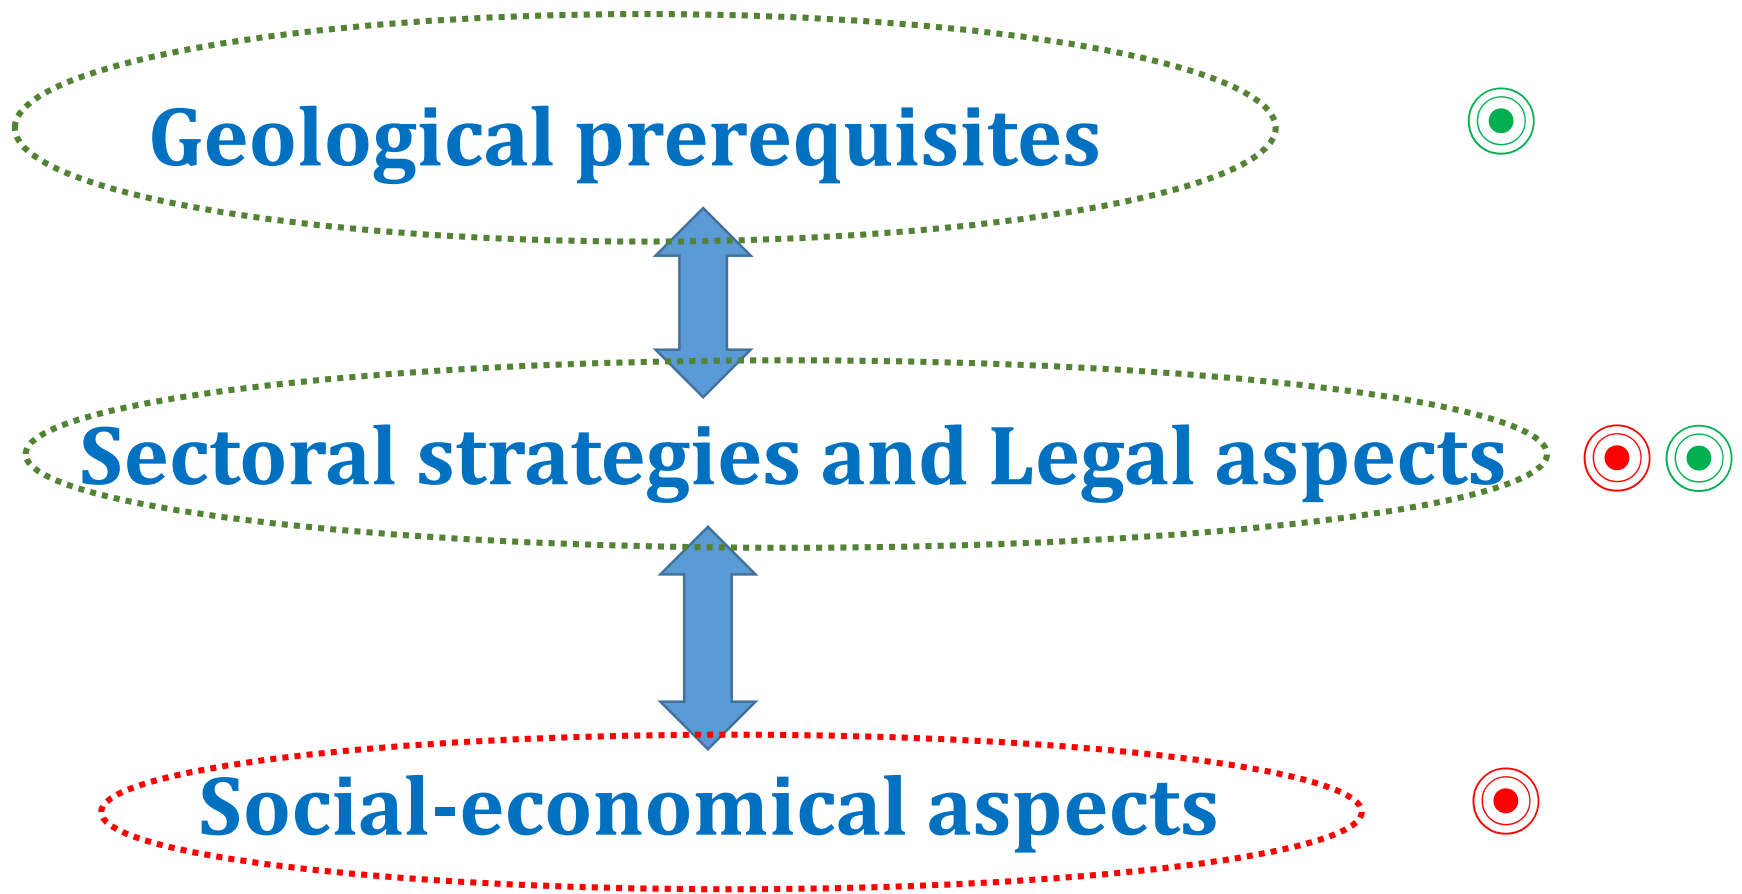 Geological prerequisites
Sectoral strategies and Legal aspects
Social-economical aspects